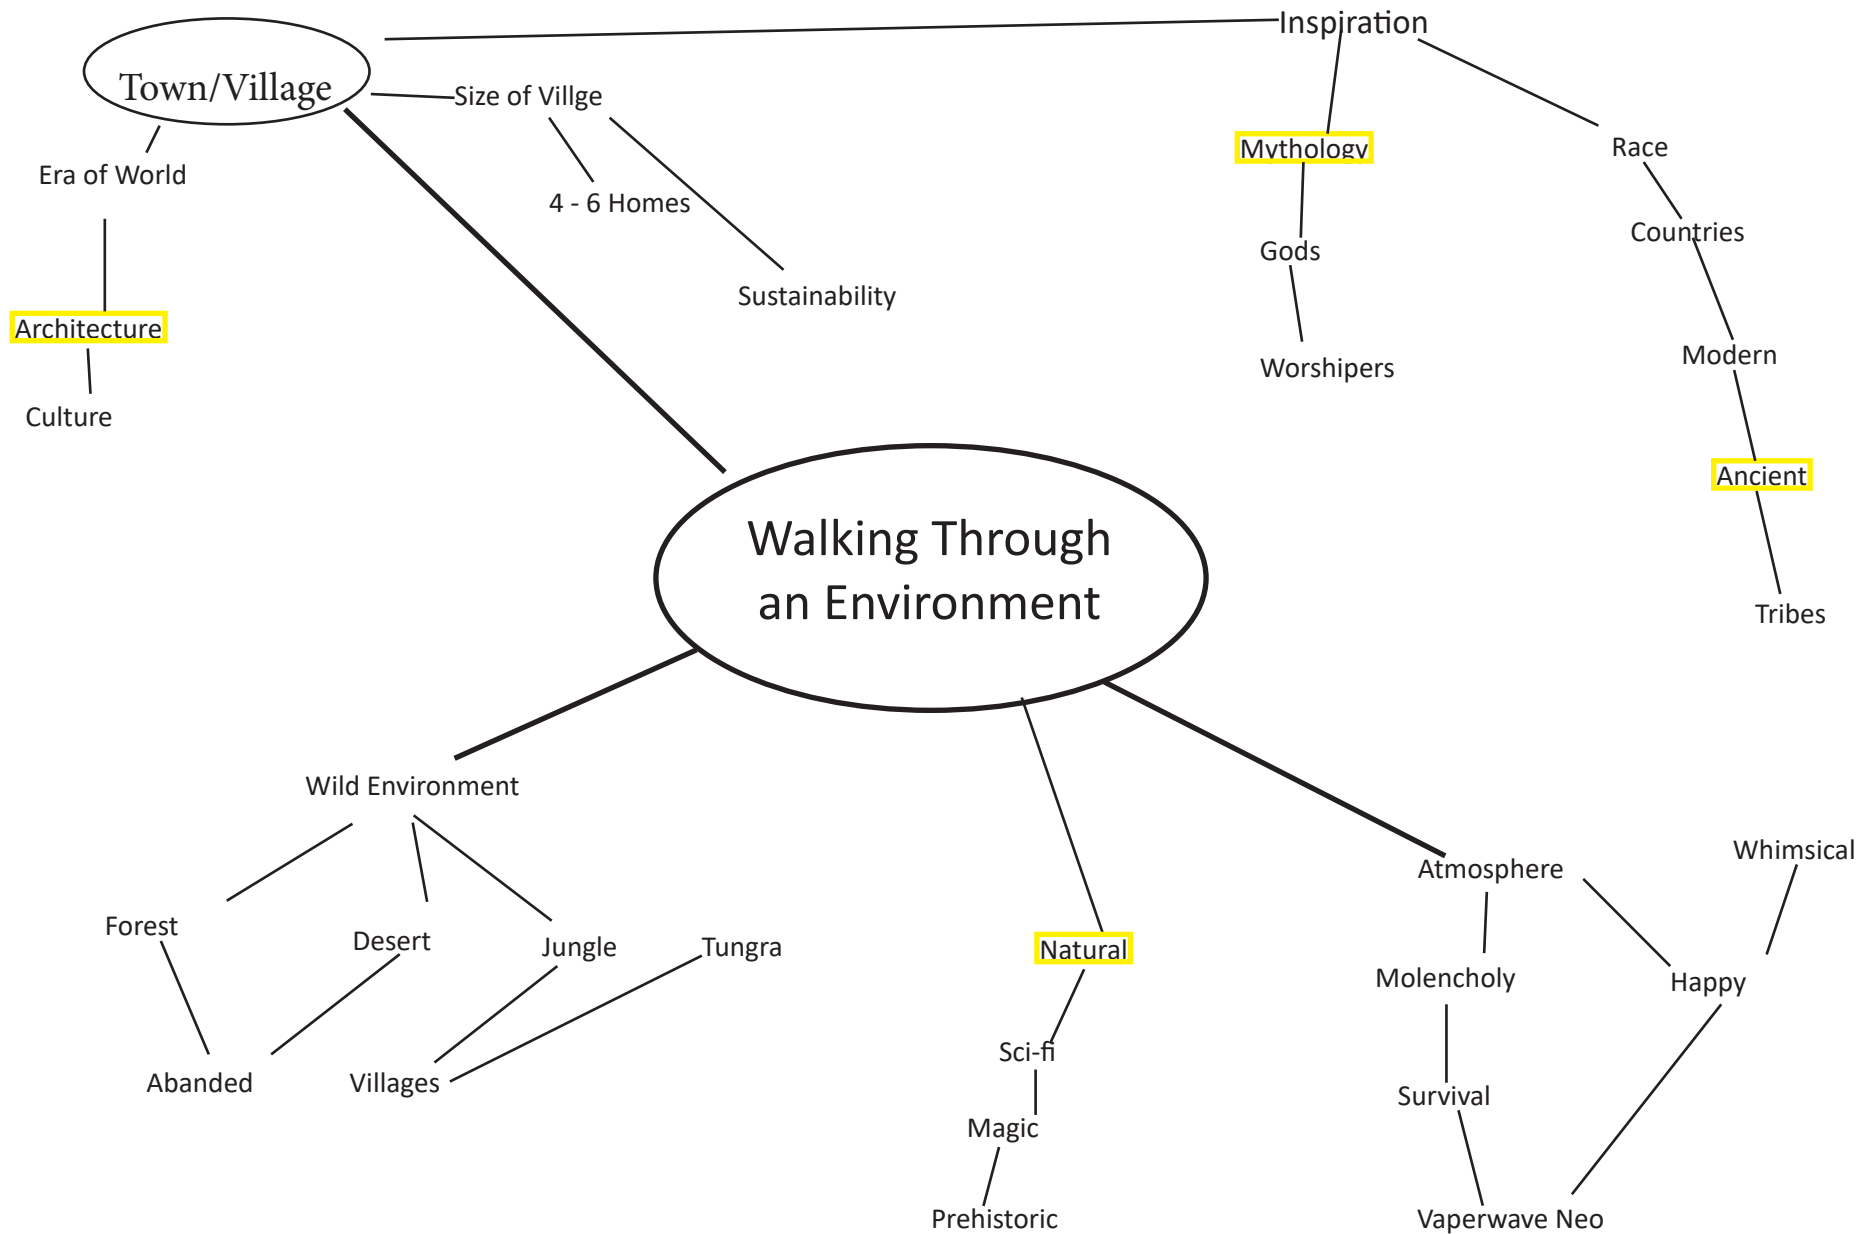 Inspiration
Town/Village
Size of Villge
Mythology
Race
Era of World
4 - 6 Homes
Countries
Gods
Sustainability
Architecture
Modern
Worshipers
Culture
Ancient
Walking Through
an Environment
Tribes
Wild Environment
Whimsical
Atmosphere
Forest
Desert
Jungle
Tungra
Natural
Molencholy
Happy
Sci-fi
Abanded
Villages
Survival
Magic
Prehistoric
Vaperwave Neo